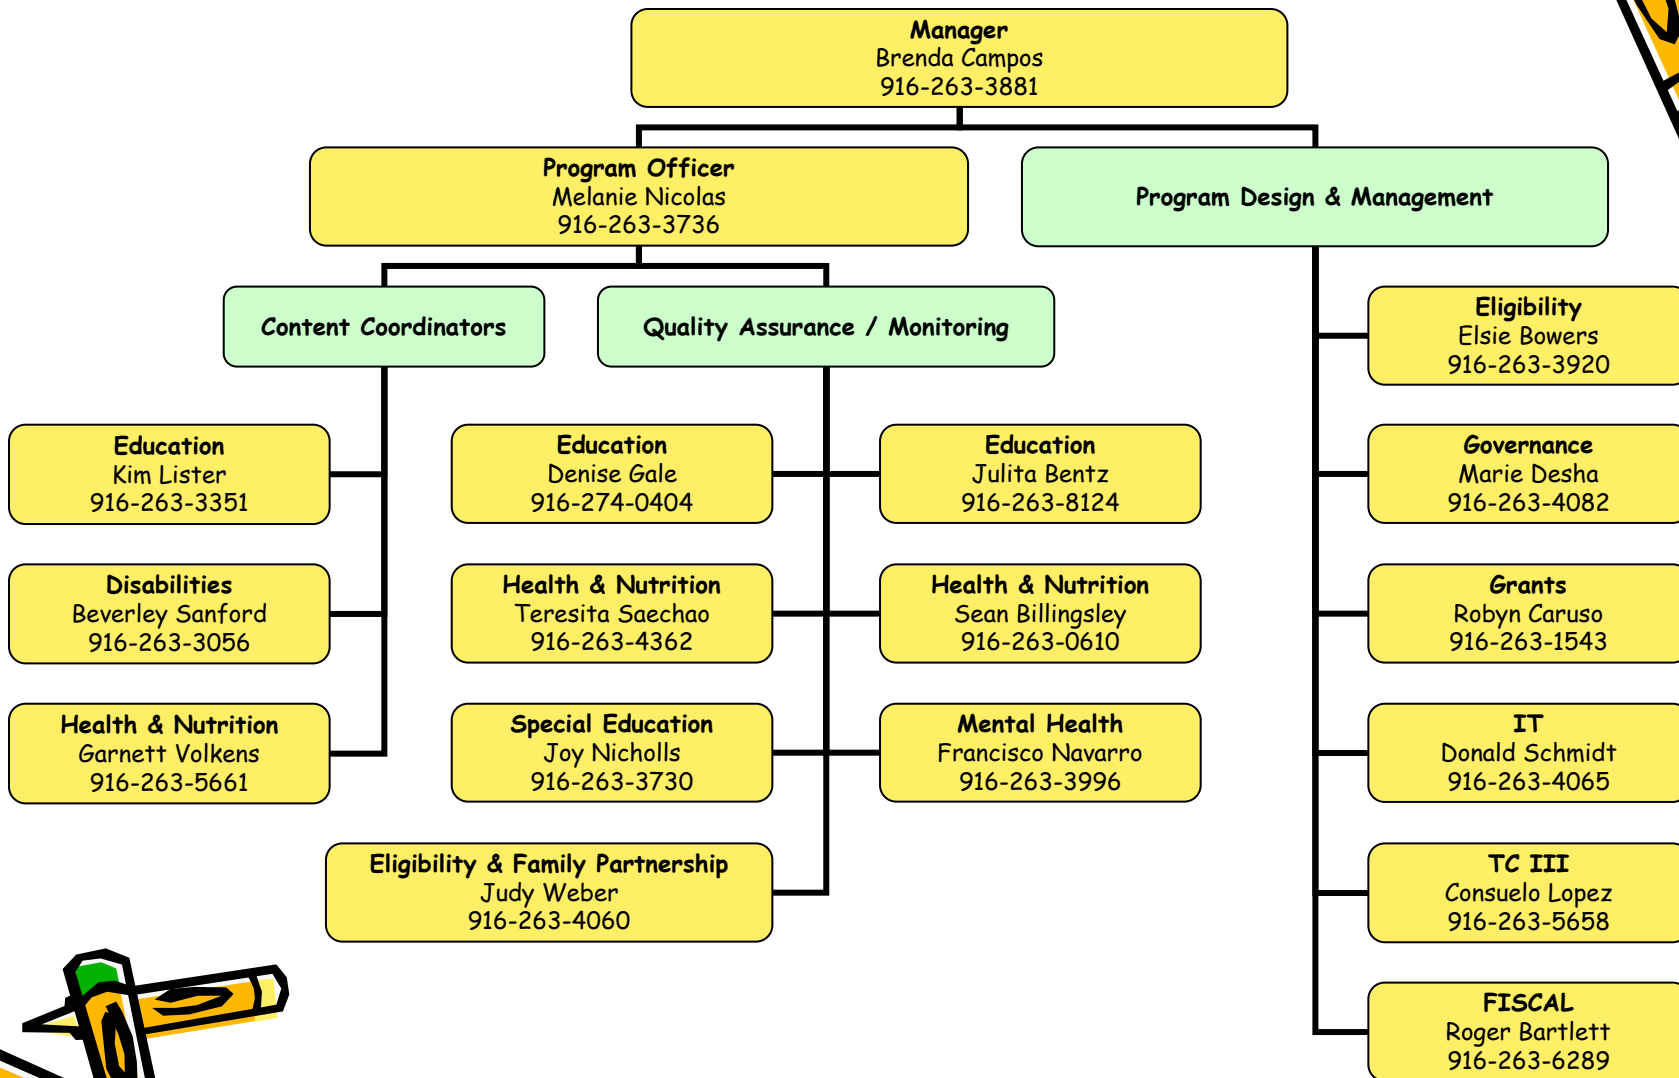 Manager
Brenda Campos
916-263-3881
Program Officer
Melanie Nicolas
916-263-3736
Program Design & Management
Content Coordinators
Quality Assurance / Monitoring
Eligibility
Elsie Bowers
916-263-3920
Education
Kim Lister
916-263-3351
Education
Denise Gale
916-274-0404
Education
Julita Bentz
916-263-8124
Governance
Marie Desha
916-263-4082
Disabilities
Beverley Sanford
916-263-3056
Health & Nutrition
Teresita Saechao
916-263-4362
Health & Nutrition
Sean Billingsley
916-263-0610
Grants
Robyn Caruso
916-263-1543
Health & Nutrition
Garnett Volkens
916-263-5661
Special Education
Joy Nicholls
916-263-3730
Mental Health
Francisco Navarro
916-263-3996
IT
Donald Schmidt
916-263-4065
Eligibility & Family Partnership
Judy Weber
916-263-4060
TC III
Consuelo Lopez
916-263-5658
FISCAL
Roger Bartlett
916-263-6289